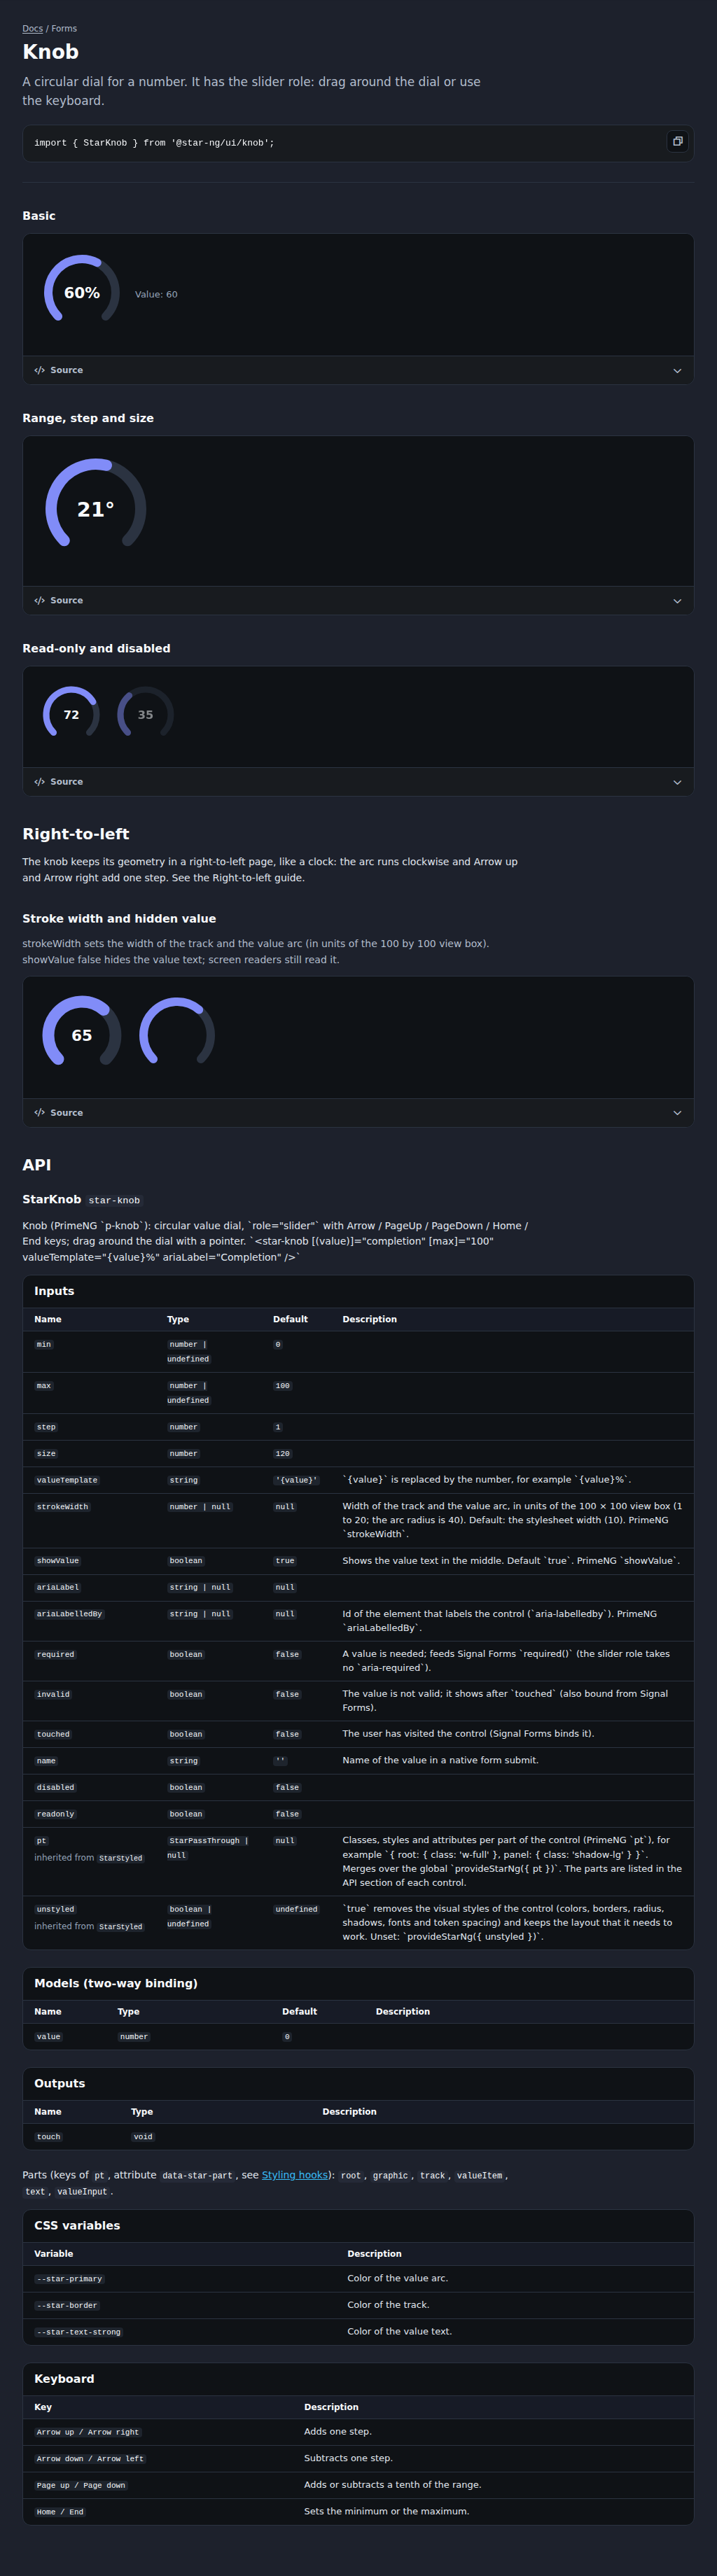 Docs / Forms
Knob
A circular dial for a number. It has the slider role: drag around the dial or use
the keyboard.
import { StarKnob } from '@star-ng/ui/knob';
Basic
60%
Value: 60
Source
Range, step and size
21°
Source
Read-only and disabled
72
35
Source
Right-to-left
The knob keeps its geometry in a right-to-left page, like a clock: the arc runs clockwise and Arrow up
and Arrow right add one step. See the Right-to-left guide.
Stroke width and hidden value
strokeWidth sets the width of the track and the value arc (in units of the 100 by 100 view box).
showValue false hides the value text; screen readers still read it.
65
Source
API
StarKnob star-knob
Knob (PrimeNG `p-knob`): circular value dial, `role="slider"` with Arrow / PageUp / PageDown / Home /
End keys; drag around the dial with a pointer. `<star-knob [(value)]="completion" [max]="100"
valueTemplate="{value}%" ariaLabel="Completion" />`
Inputs
Name Type Default Description
min number | 0
undefined
max number | 100
undefined
step number 1
size number 120
valueTemplate string '{value}' `{value}` is replaced by the number, for example `{value}%`.
strokeWidth number | null null Width of the track and the value arc, in units of the 100 × 100 view box (1
to 20; the arc radius is 40). Default: the stylesheet width (10). PrimeNG
`strokeWidth`.
showValue boolean true Shows the value text in the middle. Default `true`. PrimeNG `showValue`.
ariaLabel string | null null
ariaLabelledBy string | null null Id of the element that labels the control (`aria-labelledby`). PrimeNG
`ariaLabelledBy`.
required boolean false A value is needed; feeds Signal Forms `required()` (the slider role takes
no `aria-required`).
invalid boolean false The value is not valid; it shows after `touched` (also bound from Signal
Forms).
touched boolean false The user has visited the control (Signal Forms binds it).
name string '' Name of the value in a native form submit.
disabled boolean false
readonly boolean false
pt StarPassThrough | null Classes, styles and attributes per part of the control (PrimeNG `pt`), for
inherited from StarStyled null example `{ root: { class: 'w-full' }, panel: { class: 'shadow-lg' } }`.
Merges over the global `provideStarNg({ pt })`. The parts are listed in the
API section of each control.
unstyled boolean | undefined `true` removes the visual styles of the control (colors, borders, radius,
inherited from StarStyled undefined shadows, fonts and token spacing) and keeps the layout that it needs to
work. Unset: `provideStarNg({ unstyled })`.
Models (two-way binding)
Name Type Default Description
value number 0
Outputs
Name Type Description
touch void
Parts (keys of pt, attribute data-star-part, see Styling hooks): root, graphic, track, valueItem,
text, valueInput.
CSS variables
Variable Description
--star-primary Color of the value arc.
--star-border Color of the track.
--star-text-strong Color of the value text.
Keyboard
Key Description
Arrow up / Arrow right Adds one step.
Arrow down / Arrow left Subtracts one step.
Page up / Page down Adds or subtracts a tenth of the range.
Home / End Sets the minimum or the maximum.